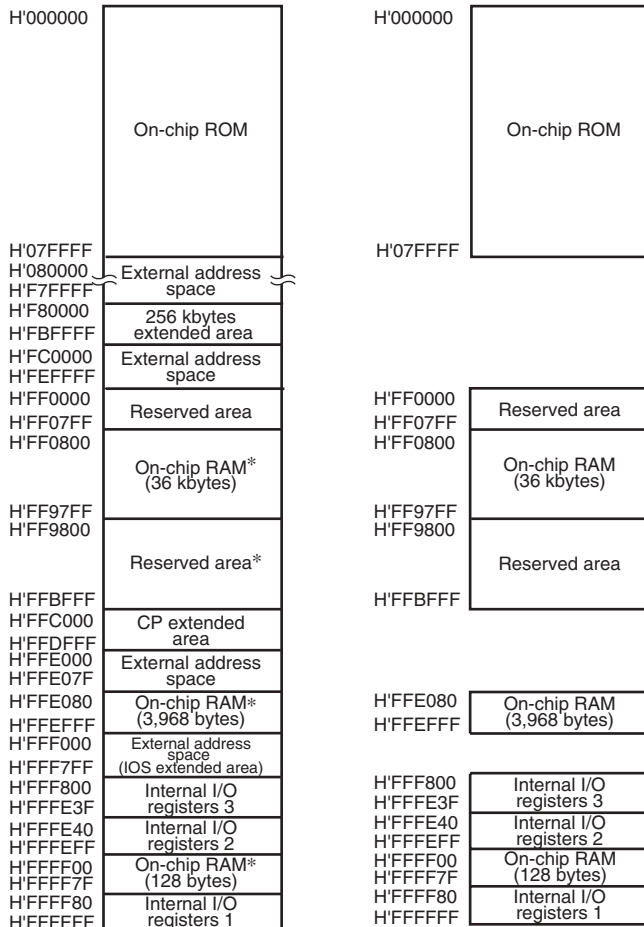 H'000000
On-chip ROM
H'07FFFF
H'080000
External address
space
H'F7FFFF
H'F80000
256 kbytes
extended area
H'FBFFFF
H'FC0000
External address
space
H'FEFFFF
H'FF0000
Reserved area
H'FF07FF
H'FF0800
On-chip RAM*
(36 kbytes)
H'FF97FF
H'FF9800
Reserved area*
H'FFBFFF
H'FFC000
CP extended
area
H'FFDFFF
H'FFE000
External address
space
H'FFE07F
H'FFE080
On-chip RAM*
(3,968 bytes)
H'FFEFFF
H'FFF000
External address
space
(IOS extended area)
H'FFF7FF
H'FFF800
Internal I/O
registers 3
H'FFFE3F
H'FFFE40
Internal I/O
registers 2
H'FFFEFF
H'FFFF00
On-chip RAM*
(128 bytes)
H'FFFF7F
H'FFFF80
Internal I/O
registers 1
H'FFFFFF
H'000000
On-chip ROM
H'07FFFF
H'FF0000
Reserved area
H'FF07FF
H'FF0800
On-chip RAM
(36 kbytes)
H'FF97FF
H'FF9800
Reserved area
H'FFBFFF
H'FFE080
On-chip RAM
(3,968 bytes)
H'FFEFFF
H'FFF800
Internal I/O
registers 3
H'FFFE3F
H'FFFE40
Internal I/O
registers 2
H'FFFEFF
H'FFFF00
On-chip RAM
(128 bytes)
H'FFFF7F
H'FFFF80
Internal I/O
registers 1
H'FFFFFF